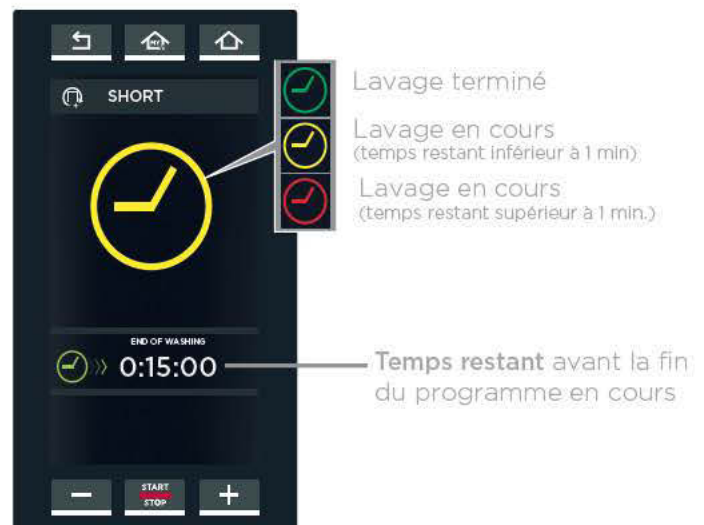 MY
SHORT
Lavage terminé
Lavage en cours
(temps restant inférieur à 1 min)
Lavage en cours
(temps restant supérieur à 1 min.)
END OF WASHING
0:15:00
Temps restant avant la fin
du programme en cours
START
STOP